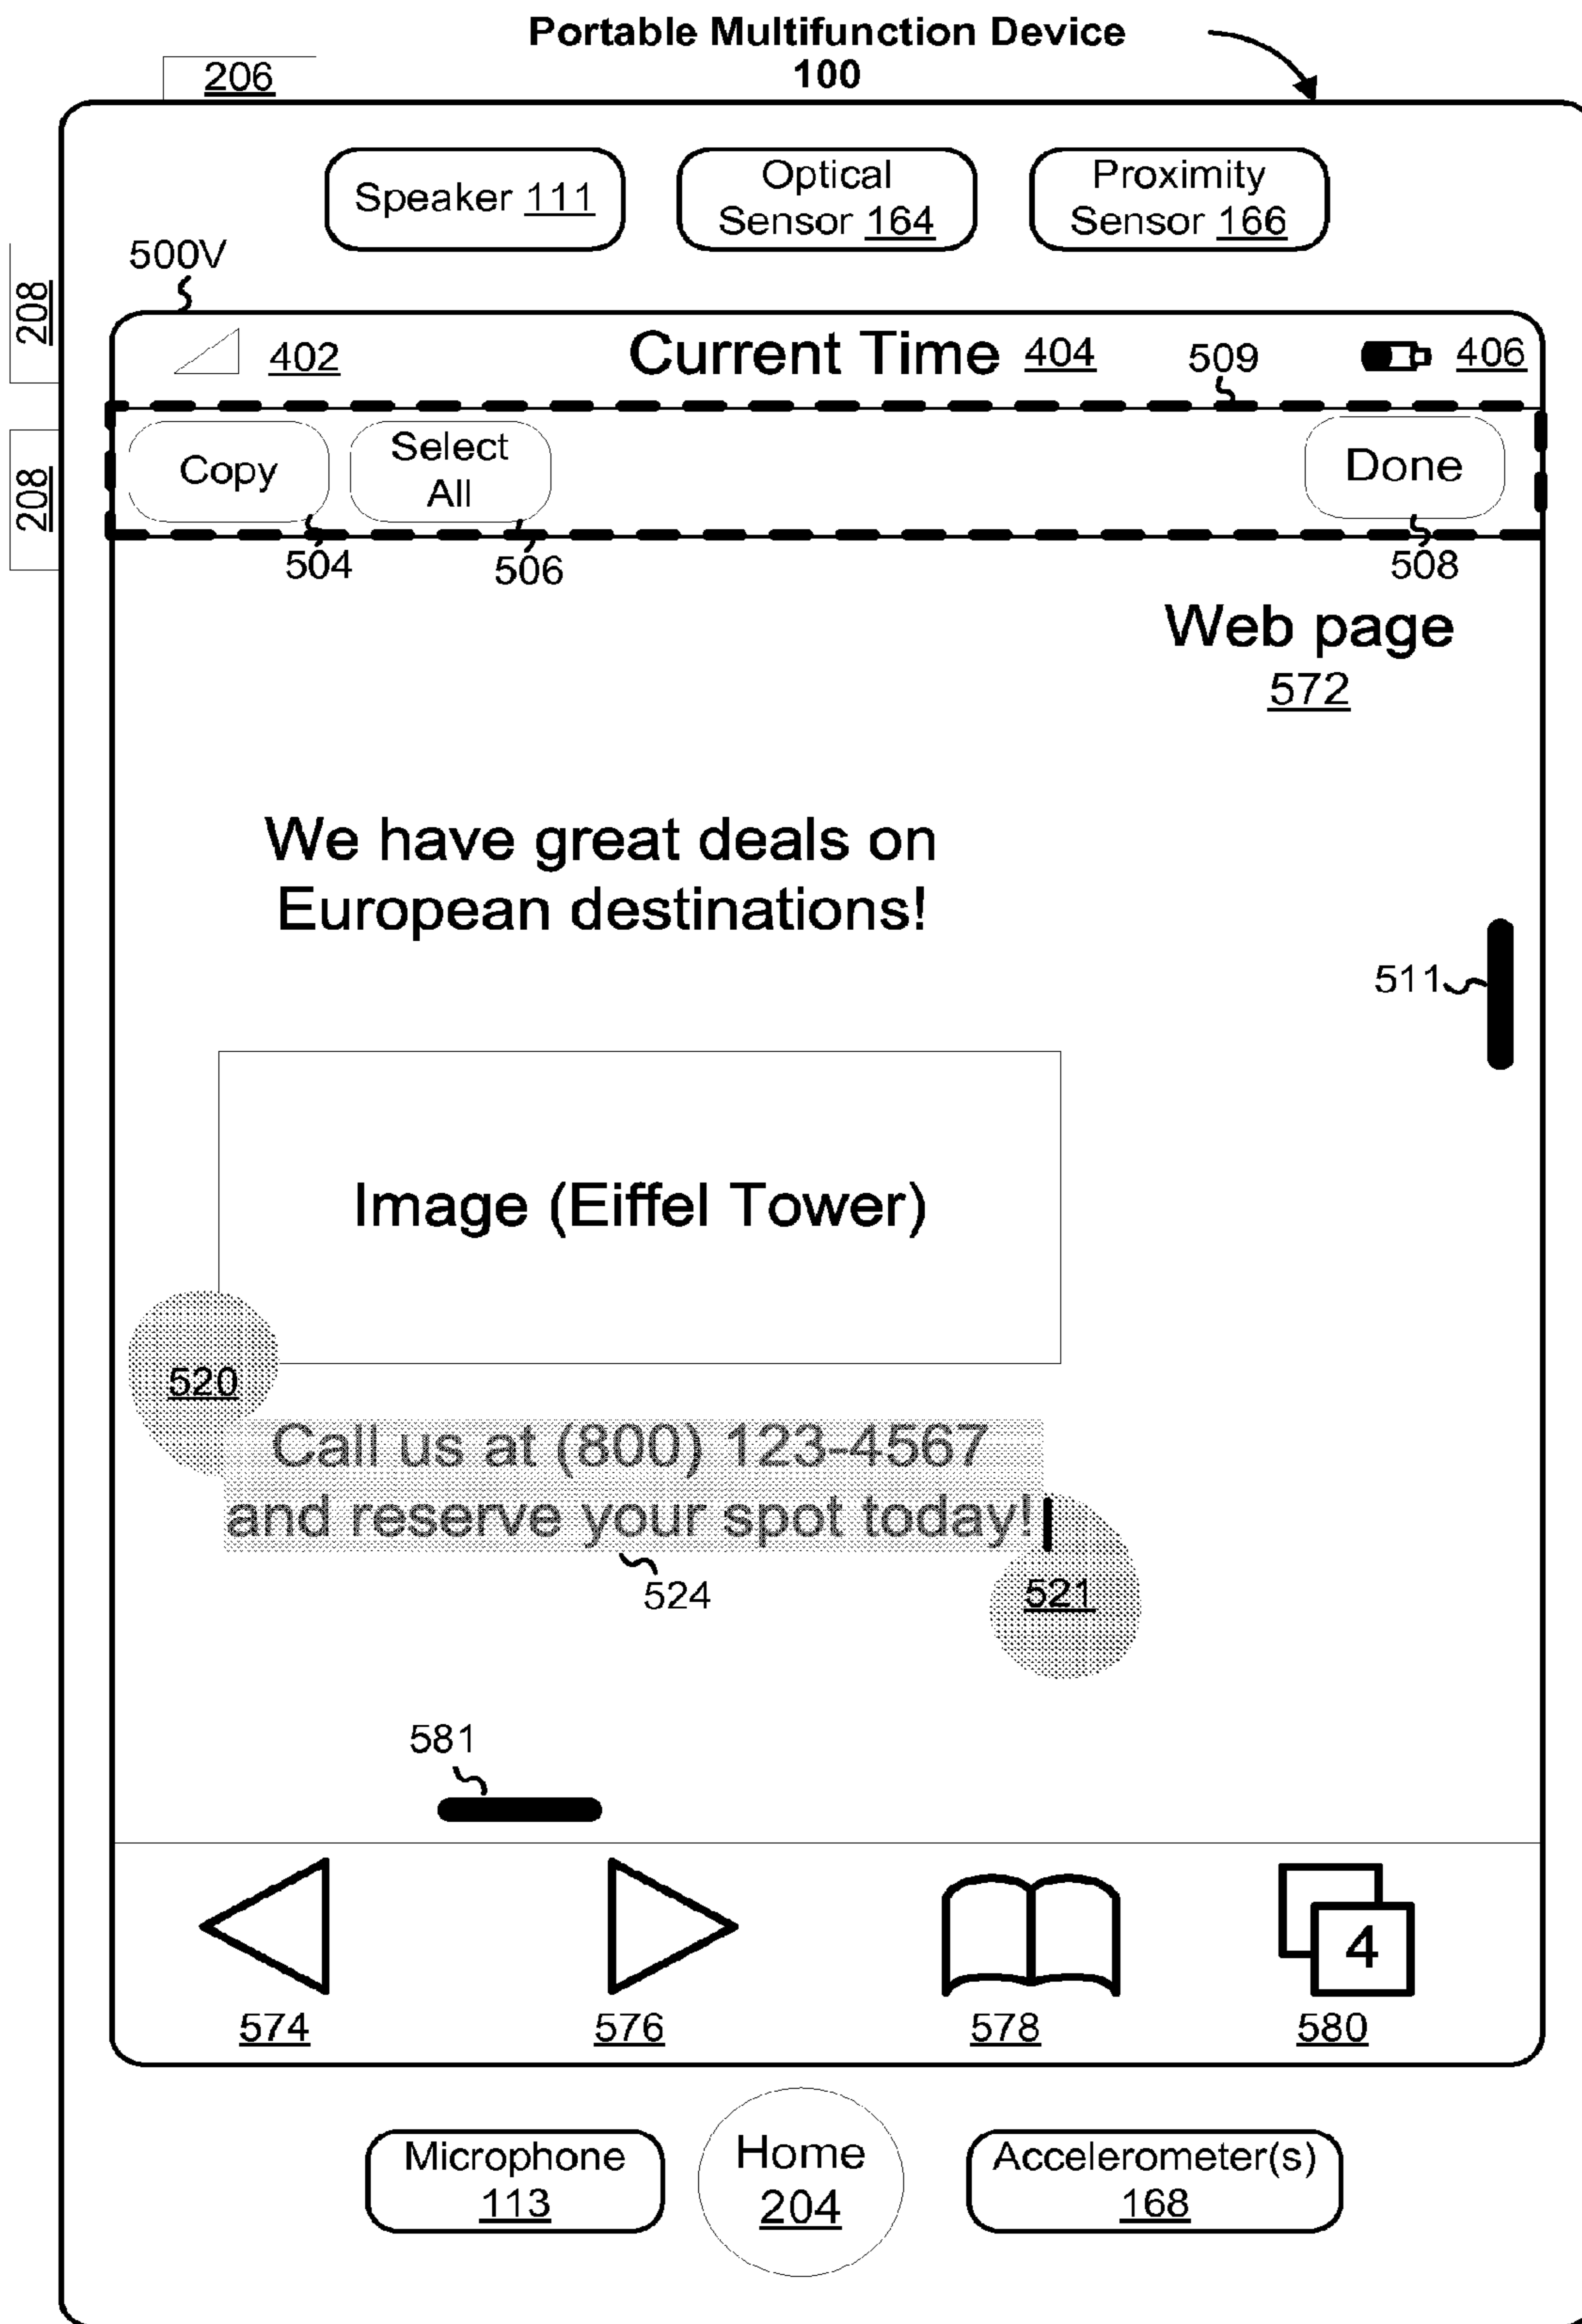 Portable Multifunction Device
100
206
Speaker 111
Optical
Sensor 164
Proximity
Sensor 166
500V
208
402
Current Time 404
509
406
208
Copy
Select
All
Done
504
506
508
Web page
572
We have great deals on
European destinations!
511
Image (Eiffel Tower)
520
Call us at (800) 123-4567
and reserve your spot today!
524
521
581
4
574
576
578
580
Microphone
113
Home
204
Accelerometer(s)
168